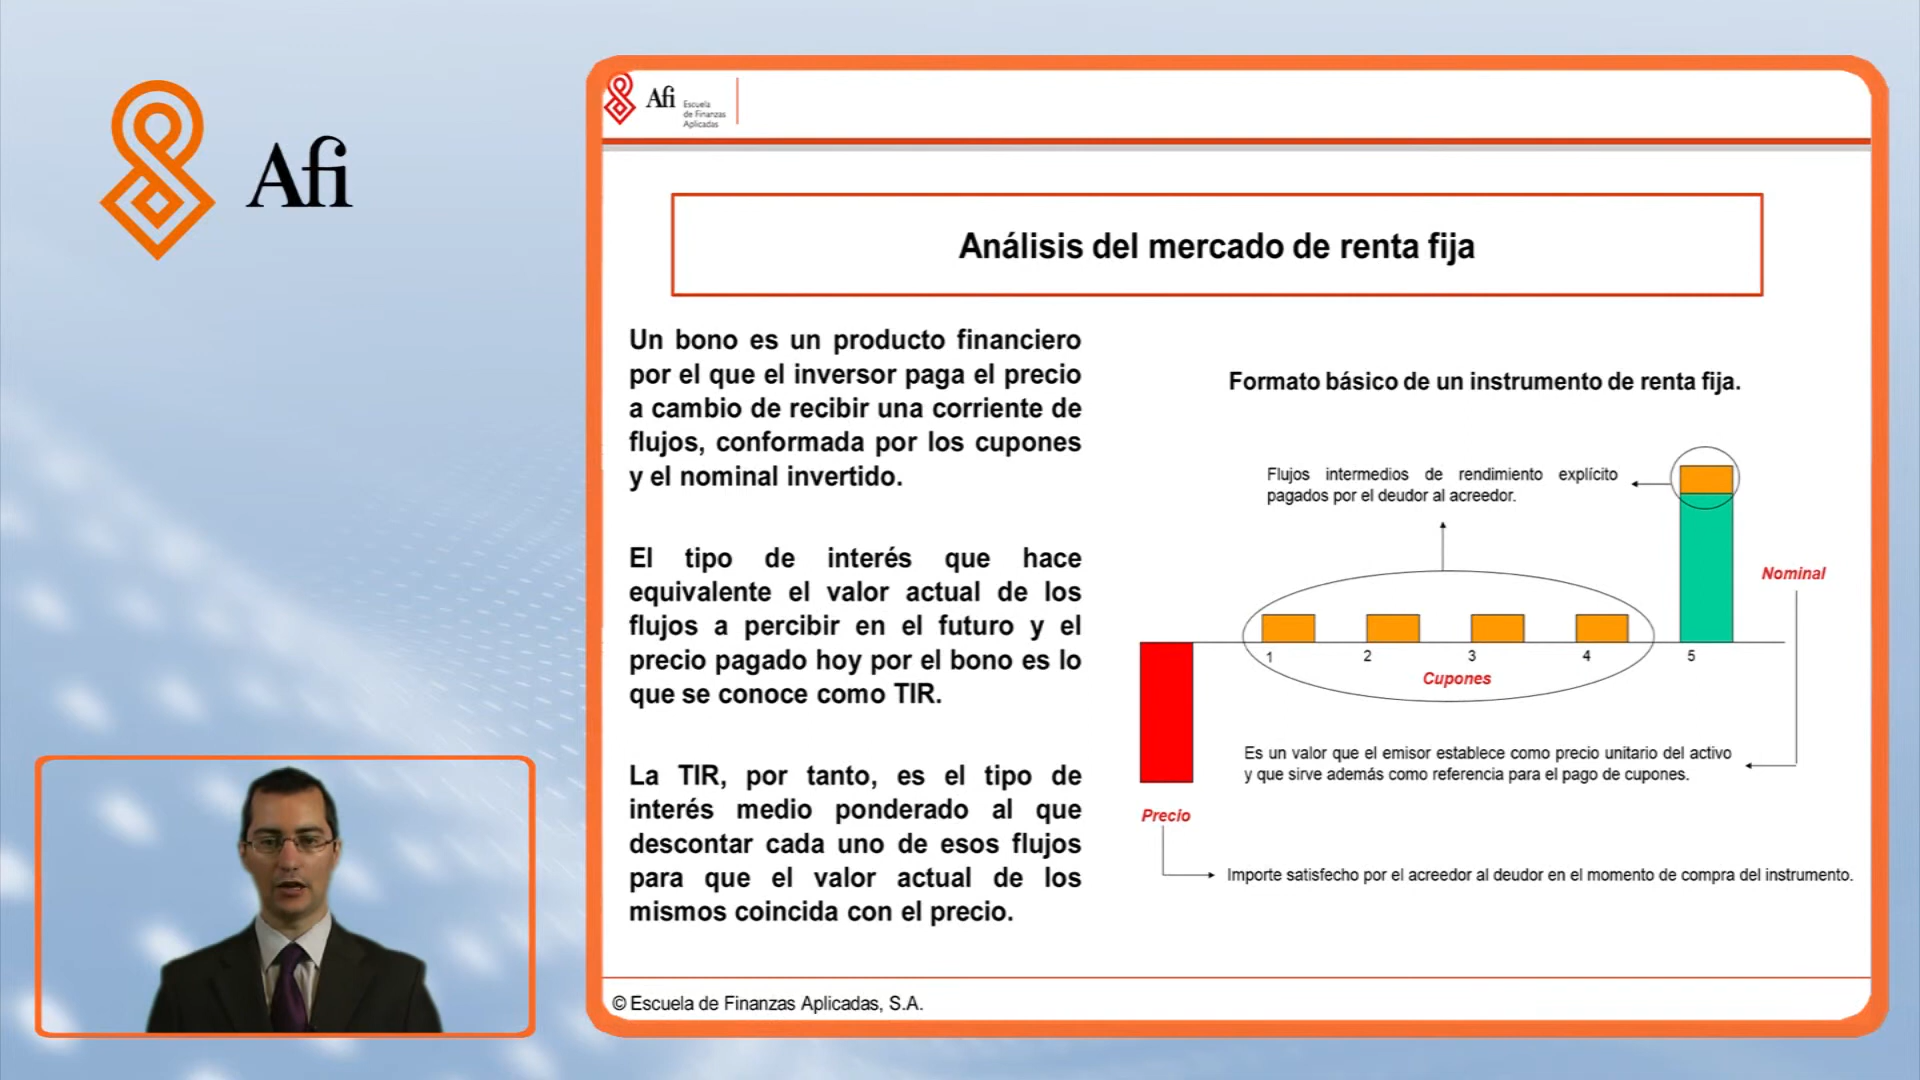 Afi
Afi
Escuela
de Finanzas
Aplicadas
Análisis del mercado de renta fija
Un bono es un producto financiero
por el que el inversor paga el precio
a cambio de recibir una corriente de
flujos, conformada por los cupones
y el nominal invertido.
El tipo de interés que hace
equivalente el valor actual de los
flujos a percibir en el futuro y el
precio pagado hoy por el bono es lo
que se conoce como TIR.
La TIR, por tanto, es el tipo de
interés medio ponderado al que
descontar cada uno de esos flujos
para que el valor actual de los
mismos coincida con el precio.
Formato básico de un instrumento de renta fija.
Flujos intermedios de rendimiento explícito
pagados por el deudor al acreedor.
Nominal
1 2 3 4 5
Cupones
Es un valor que el emisor establece como precio unitario del activo
y que sirve además como referencia para el pago de cupones.
Precio
Importe satisfecho por el acreedor al deudor en el momento de compra del instrumento.
© Escuela de Finanzas Aplicadas, S.A.